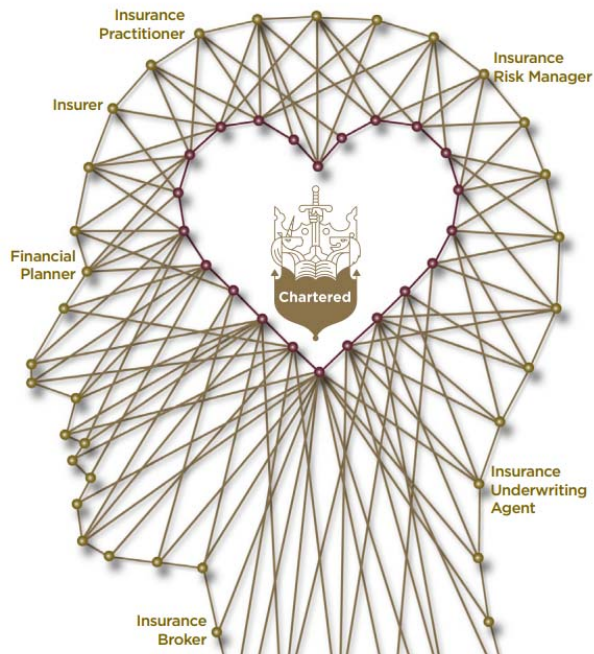 Insurance
Practitioner
Insurance
Risk Manager
Insurer
Financial
Planner
Chartered
Insurance
Underwriting
Agent
Insurance
Broker